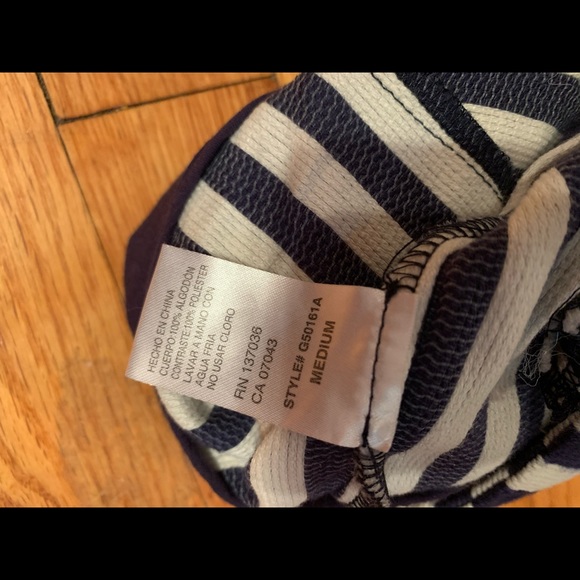 HECHO EN CHINA
CUERPO:100% ALGODÓN
CONTRASTE:100% POLIESTER
LAVAR A MANO CON
AGUA FRIA
NO USAR CLORO
RN 137036
CA 07043
STYLE# G50161A
MEDIUM